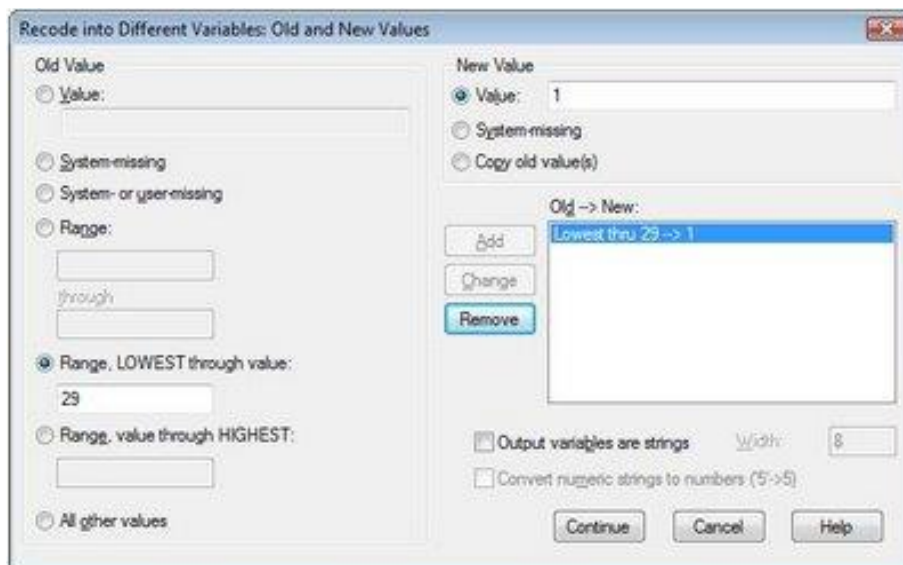 Recode into Different Variables: Old and New Values
Old Value
Value:
System-missing
System- or user-missing
Range:
through
Range, LOWEST through value:
29
Range, value through HIGHEST:
All other values
New Value
Value: 1
System-missing
Copy old value(s)
Old --> New:
Add
Lowest thru 29 --> 1
Change
Remove
Output variables are strings Width: 8
Convert numeric strings to numbers ('5'->5)
Continue Cancel Help